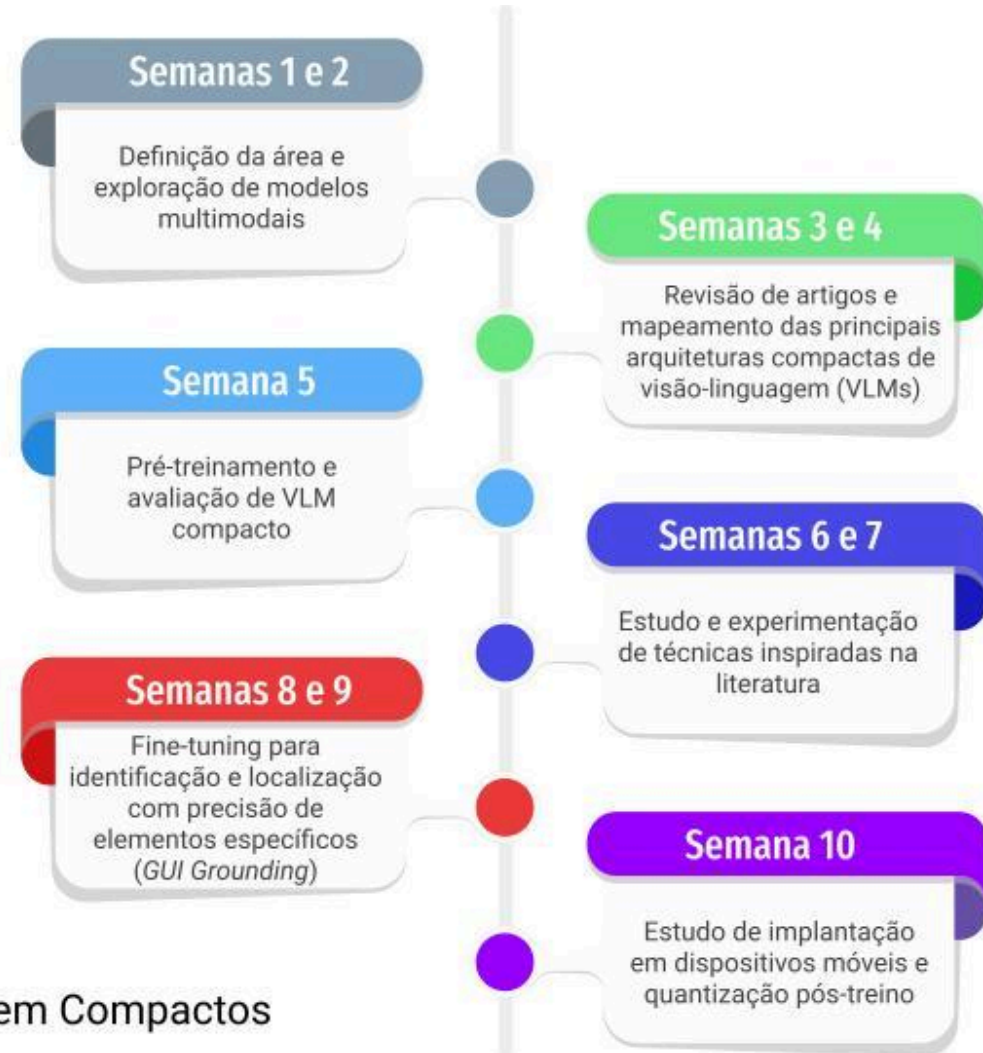 Semanas 1 e 2
Definição da área e
exploração de modelos
multimodais
Semanas 3 e 4
Revisão de artigos e
mapeamento das principais
arquiteturas compactas de
visão-linguagem (VLMs)
Semana 5
Pré-treinamento e
avaliação de VLM
compacto
Semanas 6 e 7
Estudo e experimentação
de técnicas inspiradas na
literatura
Semanas 8 e 9
Fine-tuning para
identificação e localização
com precisão de
elementos específicos
(GUI Grounding)
Semana 10
Estudo de implantação
em dispositivos móveis e
quantização pós-treino
em Compactos